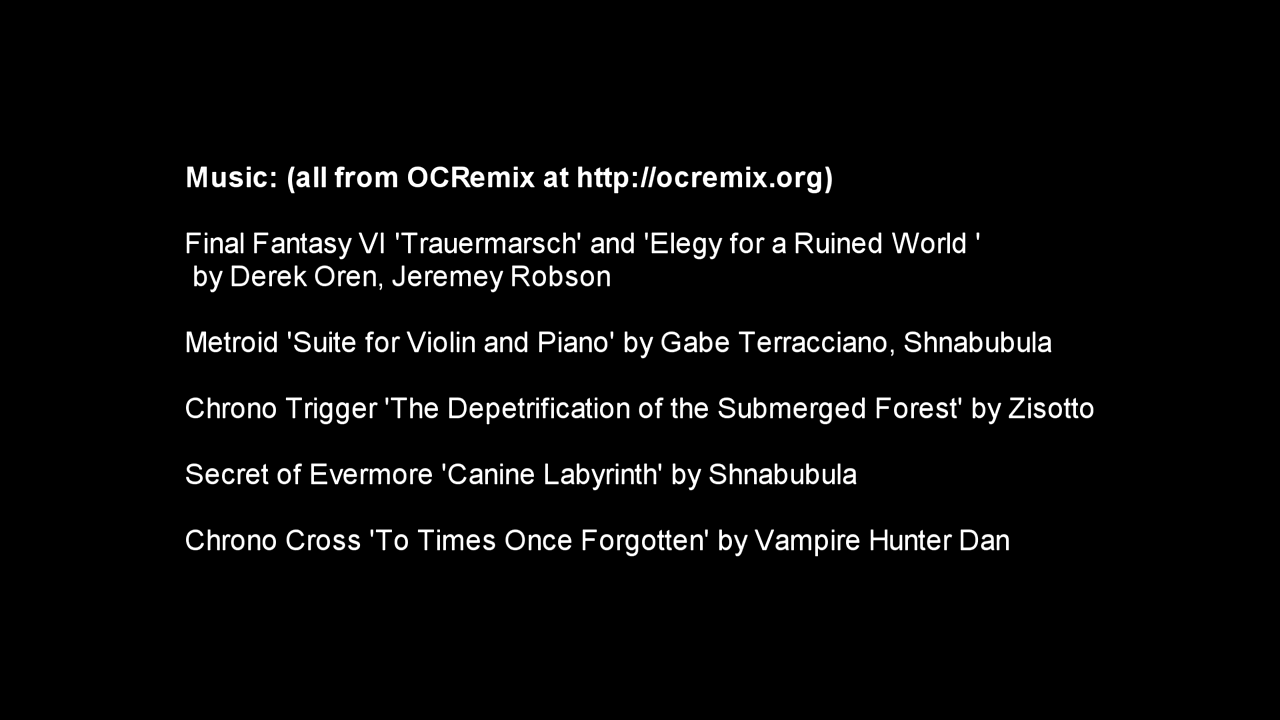 Music: (all from OCRemix at http://ocremix.org)
Final Fantasy VI 'Trauermarsch' and 'Elegy for a Ruined World '
by Derek Oren, Jeremey Robson
Metroid 'Suite for Violin and Piano' by Gabe Terracciano, Shnabubula
Chrono Trigger 'The Depetrification of the Submerged Forest' by Zisotto
Secret of Evermore 'Canine Labyrinth' by Shnabubula
Chrono Cross 'To Times Once Forgotten' by Vampire Hunter Dan